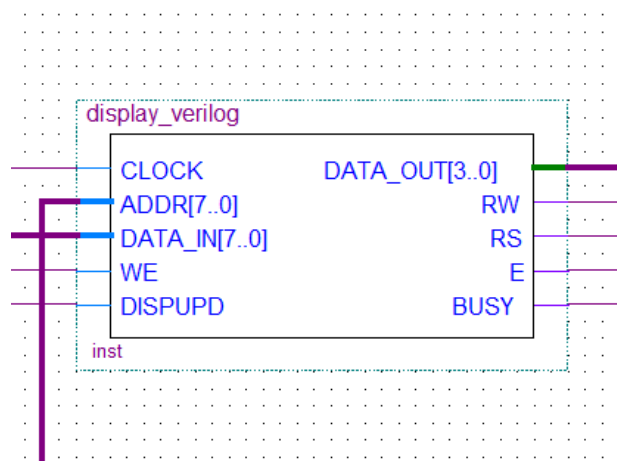 display_verilog
CLOCK DATA_OUT[3..0]
ADDR[7..0] RW
DATA_IN[7..0] RS
WE E
DISPUPD BUSY
inst